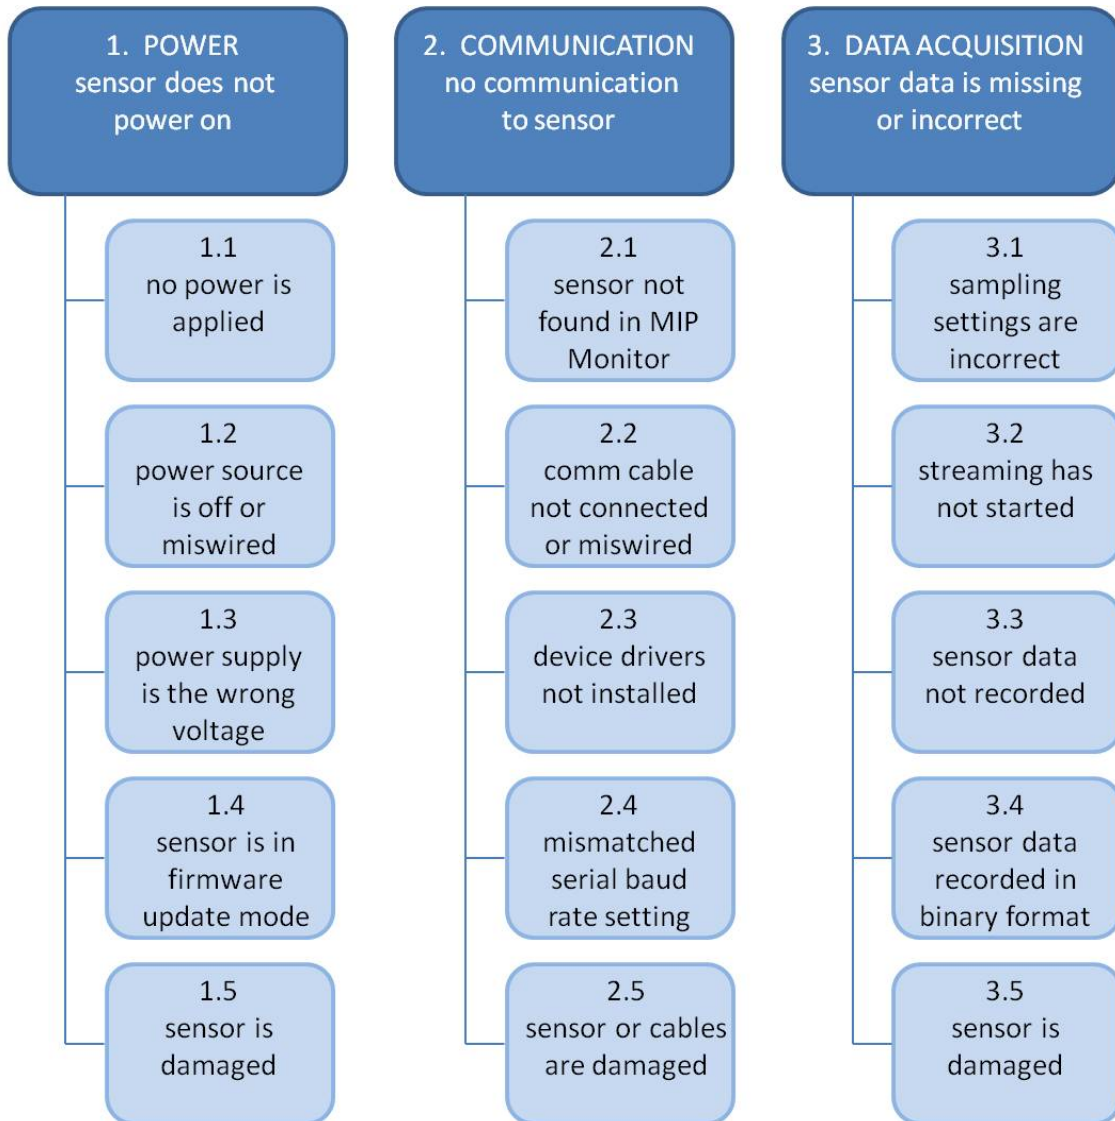 1. POWER
sensor does not
power on
1.1
no power is
applied
1.2
power source
is off or
miswired
1.3
power supply
is the wrong
voltage
1.4
sensor is in
firmware
update mode
1.5
sensor is
damaged
2. COMMUNICATION
no communication
to sensor
2.1
sensor not
found in MIP
Monitor
2.2
comm cable
not connected
or miswired
2.3
device drivers
not installed
2.4
mismatched
serial baud
rate setting
2.5
sensor or cables
are damaged
3. DATA ACQUISITION
sensor data is missing
or incorrect
3.1
sampling
settings are
incorrect
3.2
streaming has
not started
3.3
sensor data
not recorded
3.4
sensor data
recorded in
binary format
3.5
sensor is
damaged